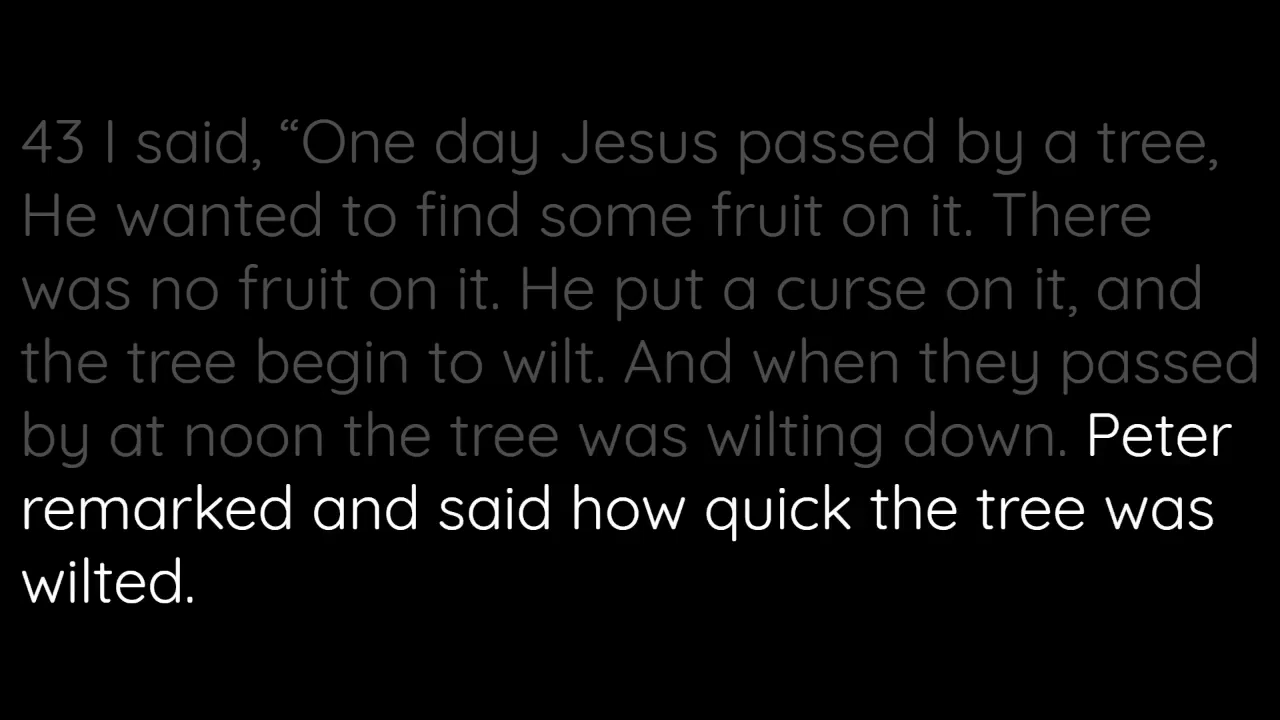 43 I said, “One day Jesus passed by a tree,
He wanted to find some fruit on it. There
was no fruit on it. He put a curse on it, and
the tree begin to wilt. And when they passed
by at noon the tree was wilting down. Peter
remarked and said how quick the tree was
wilted.